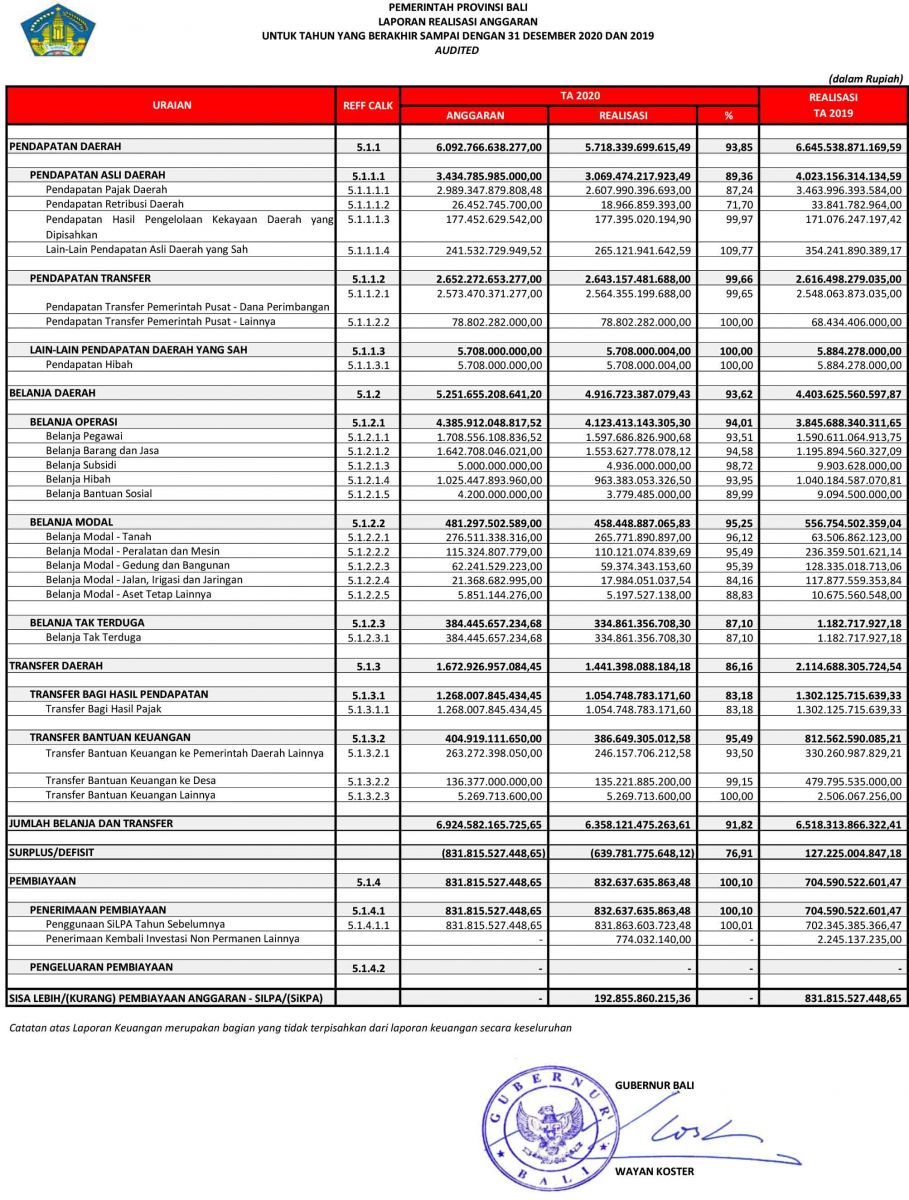 PEMERINTAH PROVINSI BALI
LAPORAN REALISASI ANGGARAN
UNTUK TAHUN YANG BERAKHIR SAMPAI DENGAN 31 DESEMBER 2020 DAN 2019
AUDITED
(dalam Rupiah)
URAIAN REFF CALK TA 2020 REALISASI TA 2019
ANGGARAN REALISASI %
PENDAPATAN DAERAH 5.1.1 6.092.766.638.277,00 5.718.339.699.615,49 93,85 6.645.538.871.169,59
PENDAPATAN ASLI DAERAH 5.1.1.1 3.434.785.985.000,00 3.069.474.217.923,49 89,36 4.023.156.314.134,59
Pendapatan Pajak Daerah 5.1.1.1.1 2.989.347.879.808,48 2.607.990.396.693,00 87,24 3.463.996.393.584,00
Pendapatan Retribusi Daerah 5.1.1.1.2 26.452.745.700,00 18.966.859.393,00 71,70 33.841.782.964,00
Pendapatan Hasil Pengelolaan Kekayaan Daerah yang 5.1.1.1.3 177.452.629.542,00 177.395.020.194,90 99,97 171.076.247.197,42
Dipisahkan
Lain-Lain Pendapatan Asli Daerah yang Sah 5.1.1.1.4 241.532.729.949,52 265.121.941.642,59 109,77 354.241.890.389,17
PENDAPATAN TRANSFER 5.1.1.2 2.652.272.653.277,00 2.643.157.481.688,00 99,66 2.616.498.279.035,00
5.1.1.2.1 2.573.470.371.277,00 2.564.355.199.688,00 99,65 2.548.063.873.035,00
Pendapatan Transfer Pemerintah Pusat - Dana Perimbangan
Pendapatan Transfer Pemerintah Pusat - Lainnya 5.1.1.2.2 78.802.282.000,00 78.802.282.000,00 100,00 68.434.406.000,00
LAIN-LAIN PENDAPATAN DAERAH YANG SAH 5.1.1.3 5.708.000.000,00 5.708.000.004,00 100,00 5.884.278.000,00
Pendapatan Hibah 5.1.1.3.1 5.708.000.000,00 5.708.000.004,00 100,00 5.884.278.000,00
BELANJA DAERAH 5.1.2 5.251.655.208.641,20 4.916.723.387.079,43 93,62 4.403.625.560.597,87
BELANJA OPERASI 5.1.2.1 4.385.912.048.817,52 4.123.413.143.305,30 94,01 3.845.688.340.311,65
Belanja Pegawai 5.1.2.1.1 1.708.556.108.836,52 1.597.686.826.900,68 93,51 1.590.611.064.913,75
Belanja Barang dan Jasa 5.1.2.1.2 1.642.708.046.021,00 1.553.627.778.078,12 94,58 1.195.894.560.327,09
Belanja Subsidi 5.1.2.1.3 5.000.000.000,00 4.936.000.000,00 98,72 9.903.628.000,00
Belanja Hibah 5.1.2.1.4 1.025.447.893.960,00 963.383.053.326,50 93,95 1.040.184.587.070,81
Belanja Bantuan Sosial 5.1.2.1.5 4.200.000.000,00 3.779.485.000,00 89,99 9.094.500.000,00
BELANJA MODAL 5.1.2.2 481.297.502.589,00 458.448.887.065,83 95,25 556.754.502.359,04
Belanja Modal - Tanah 5.1.2.2.1 276.511.338.316,00 265.771.890.897,00 96,12 63.506.862.123,00
Belanja Modal - Peralatan dan Mesin 5.1.2.2.2 115.324.807.779,00 110.121.074.839,69 95,49 236.359.501.621,14
Belanja Modal - Gedung dan Bangunan 5.1.2.2.3 62.241.529.223,00 59.374.343.153,60 95,39 128.335.018.713,06
Belanja Modal - Jalan, Irigasi dan Jaringan 5.1.2.2.4 21.368.682.995,00 17.984.051.037,54 84,16 117.877.559.353,84
Belanja Modal - Aset Tetap Lainnya 5.1.2.2.5 5.851.144.276,00 5.197.527.138,00 88,83 10.675.560.548,00
BELANJA TAK TERDUGA 5.1.2.3 384.445.657.234,68 334.861.356.708,30 87,10 1.182.717.927,18
Belanja Tak Terduga 5.1.2.3.1 384.445.657.234,68 334.861.356.708,30 87,10 1.182.717.927,18
TRANSFER DAERAH 5.1.3 1.672.926.957.084,45 1.441.398.088.184,18 86,16 2.114.688.305.724,54
TRANSFER BAGI HASIL PENDAPATAN 5.1.3.1 1.268.007.845.434,45 1.054.748.783.171,60 83,18 1.302.125.715.639,33
Transfer Bagi Hasil Pajak 5.1.3.1.1 1.268.007.845.434,45 1.054.748.783.171,60 83,18 1.302.125.715.639,33
TRANSFER BANTUAN KEUANGAN 5.1.3.2 404.919.111.650,00 386.649.305.012,58 95,49 812.562.590.085,21
Transfer Bantuan Keuangan ke Pemerintah Daerah Lainnya 5.1.3.2.1 263.272.398.050,00 246.157.706.212,58 93,50 330.260.987.829,21
Transfer Bantuan Keuangan ke Desa 5.1.3.2.2 136.377.000.000,00 135.221.885.200,00 99,15 479.795.535.000,00
Transfer Bantuan Keuangan Lainnya 5.1.3.2.3 5.269.713.600,00 5.269.713.600,00 100,00 2.506.067.256,00
JUMLAH BELANJA DAN TRANSFER 6.924.582.165.725,65 6.358.121.475.263,61 91,82 6.518.313.866.322,41
SURPLUS/DEFISIT (831.815.527.448,65) (639.781.775.648,12) 76,91 127.225.004.847,18
PEMBIAYAAN 5.1.4 831.815.527.448,65 832.637.635.863,48 100,10 704.590.522.601,47
PENERIMAAN PEMBIAYAAN 5.1.4.1 831.815.527.448,65 832.637.635.863,48 100,10 704.590.522.601,47
Penggunaan SiLPA Tahun Sebelumnya 5.1.4.1.1 831.815.527.448,65 831.863.603.723,48 100,01 702.345.385.366,47
Penerimaan Kembali Investasi Non Permanen Lainnya - 774.032.140,00 - 2.245.137.235,00
PENGELUARAN PEMBIAYAAN 5.1.4.2 - - - -
SISA LEBIH/(KURANG) PEMBIAYAAN ANGGARAN - SILPA/(SiKPA) - 192.855.860.215,36 - 831.815.527.448,65
Catatan atas Laporan Keuangan merupakan bagian yang tidak terpisahkan dari laporan keuangan secara keseluruhan
GUBERNUR BALI
GUBERNUR
BALI
WAYAN KOSTER